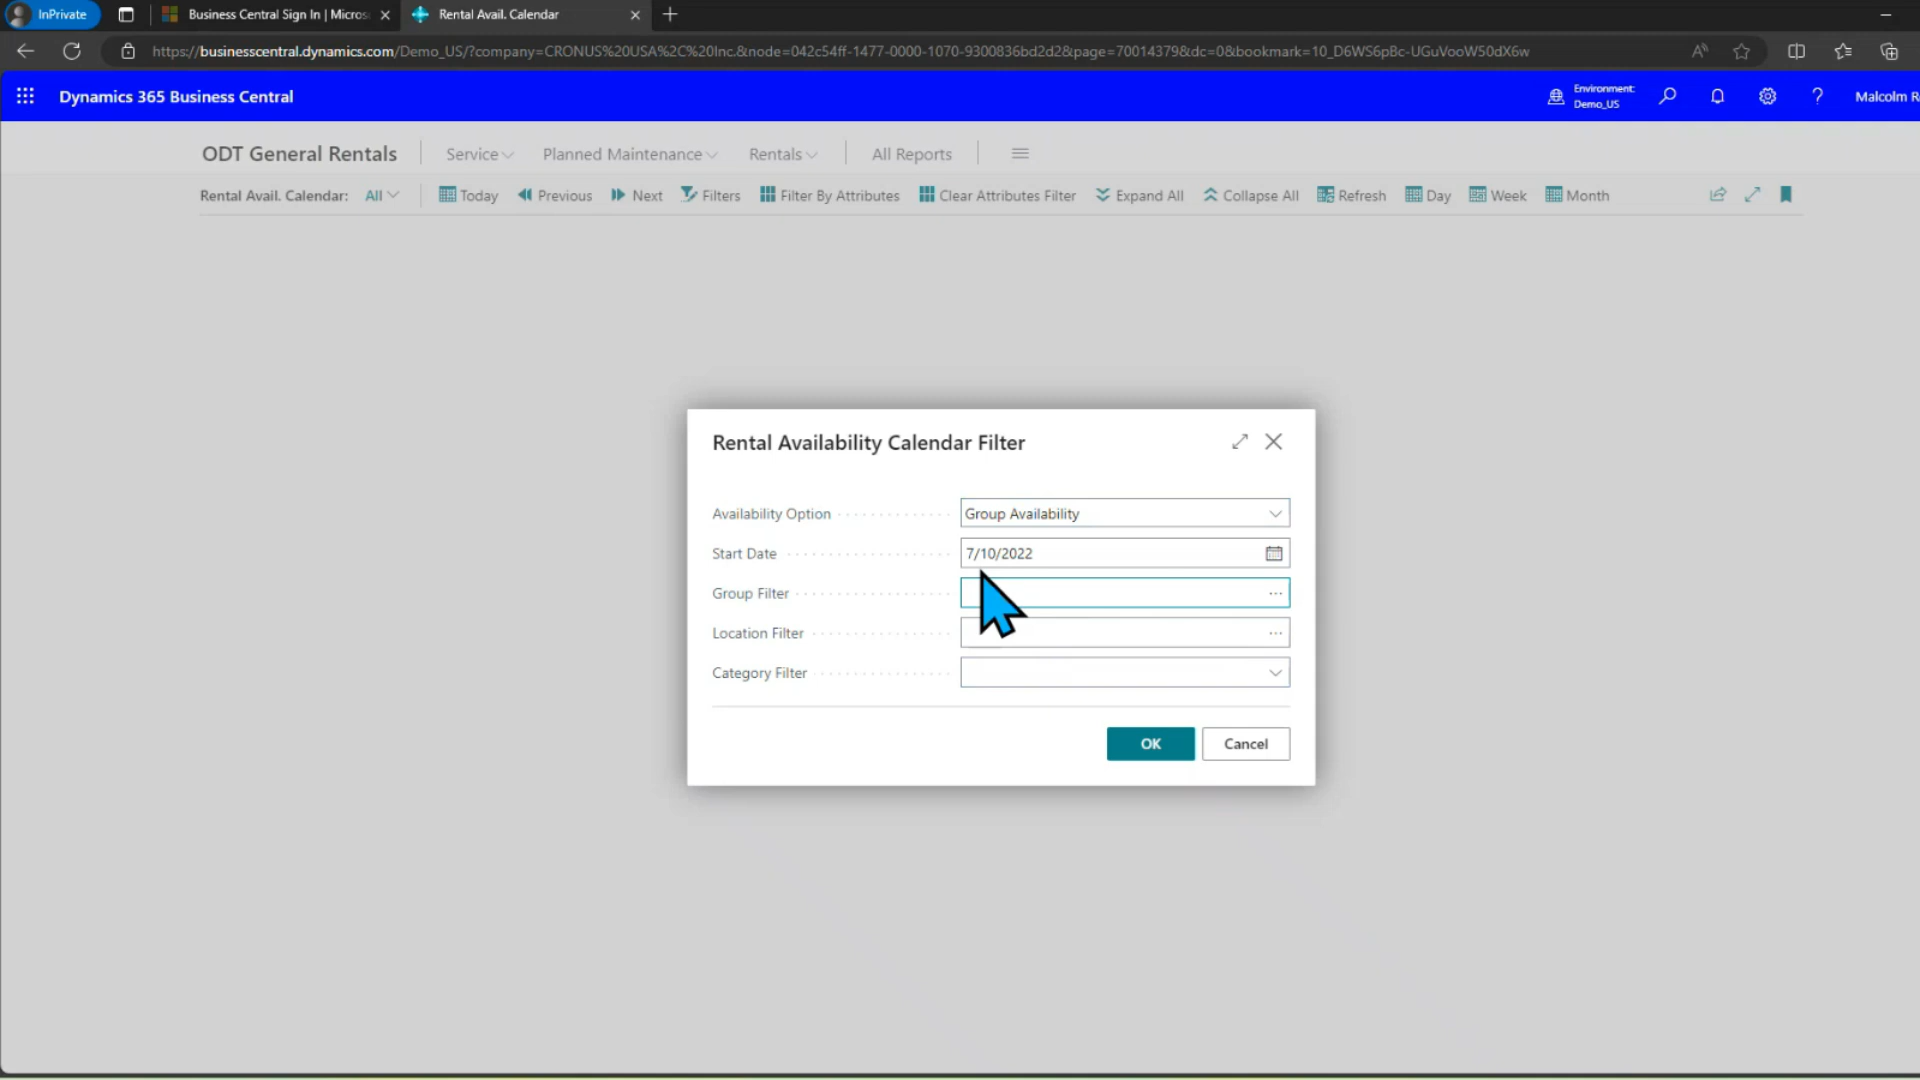 InPrivate
Business Central Sign In | Micros
Rental Avail. Calendar
https://businesscentral.dynamics.com/Demo_US/?company=CRONUS%20USA%2C%20Inc.&node=042c54ff-1477-0000-1070-9300836bd2d2&page=70014379&dc=0&bookmark=10_D6WS6pBc-UGuVooW50dX6w
Dynamics 365 Business Central
Environment:
Demo_US
?
Malcolm R
ODT General Rentals
Service
Planned Maintenance
Rentals
All Reports
Rental Avail. Calendar:
All
Today
Previous
Next
Filters
Filter By Attributes
Clear Attributes Filter
Expand All
Collapse All
Refresh
Day
Week
Month
Rental Availability Calendar Filter
Availability Option
Group Availability
Start Date
7/10/2022
Group Filter
Location Filter
Category Filter
OK
Cancel